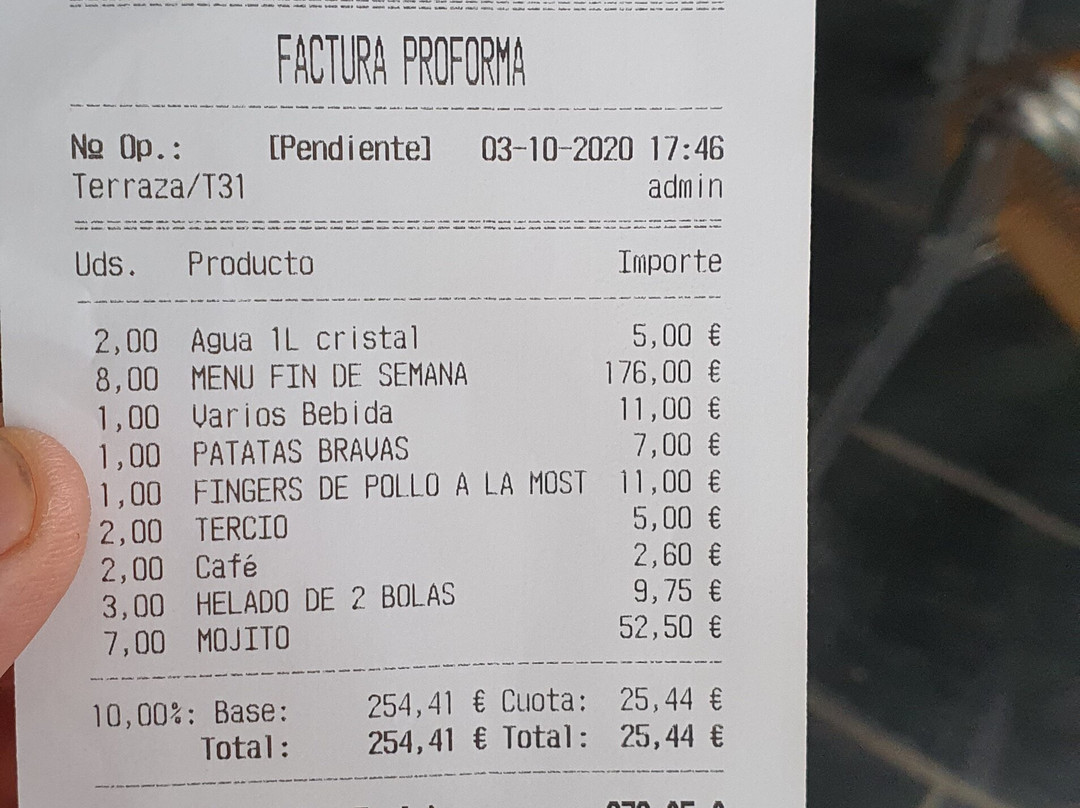 FACTURA PROFORMA
Nº Op.: [Pendiente] 03-10-2020 17:46
Terraza/T31 admin
Uds. Producto Importe
2,00 Agua 1L cristal 5,00 €
8,00 MENU FIN DE SEMANA 176,00 €
1,00 Varios Bebida 11,00 €
1,00 PATATAS BRAVAS 7,00 €
1,00 FINGERS DE POLLO A LA MOST 11,00 €
2,00 TERCIO 5,00 €
2,00 Café 2,60 €
3,00 HELADO DE 2 BOLAS 9,75 €
7,00 MOJITO 52,50 €
10,00%: Base: 254,41 € Cuota: 25,44 €
Total: 254,41 € Total: 25,44 €